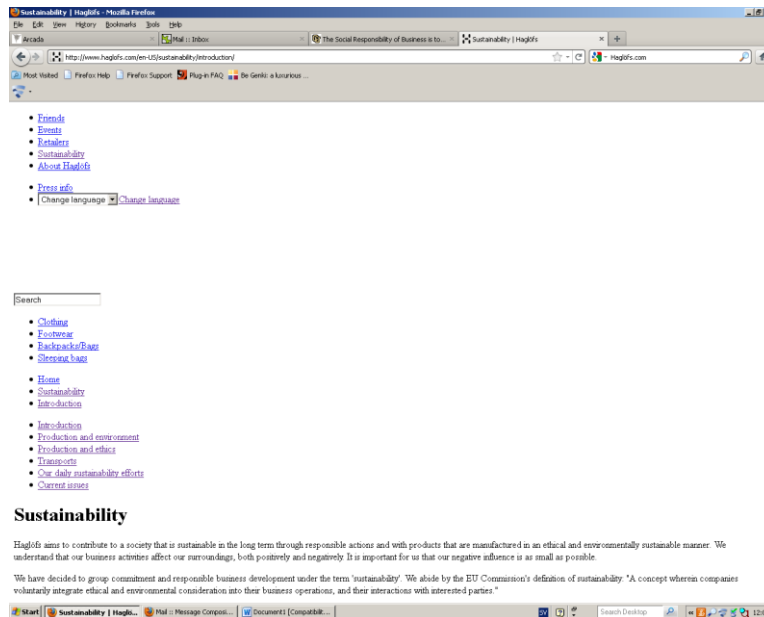 Sustainability | Haglöfs - Mozilla Firefox
File Edit View History Bookmarks Tools Help
Arcada
Mail :: Inbox
The Social Responsibility of Business is to...
Sustainability | Haglöfs
http://www.haglofs.com/en-US/sustainability/introduction/
Haglofs.com
Most Visited Firefox Help Firefox Support Plug-in FAQ Be Genki: a luxurious ...
Friends
Events
Retailers
Sustainability
About Haglöfs
Press info
Change language Change language
Search
Clothing
Footwear
Backpacks/Bags
Sleeping bags
Home
Sustainability
Introduction
Introduction
Production and environment
Production and ethics
Transports
Our daily sustainability efforts
Current issues
Sustainability
Haglöfs aims to contribute to a society that is sustainable in the long term through responsible actions and with products that are manufactured in an ethical and environmentally sustainable manner. We
understand that our business activities affect our surroundings, both positively and negatively. It is important for us that our negative influence is as small as possible.
We have decided to group commitment and responsible business development under the term 'sustainability'. We abide by the EU Commission's definition of sustainability: "A concept wherein companies
voluntarily integrate ethical and environmental consideration into their business operations, and their interactions with interested parties."
Start Sustainability | Haglö... Mail :: Message Composi... Document1 [Compatibilit... SV Search Desktop